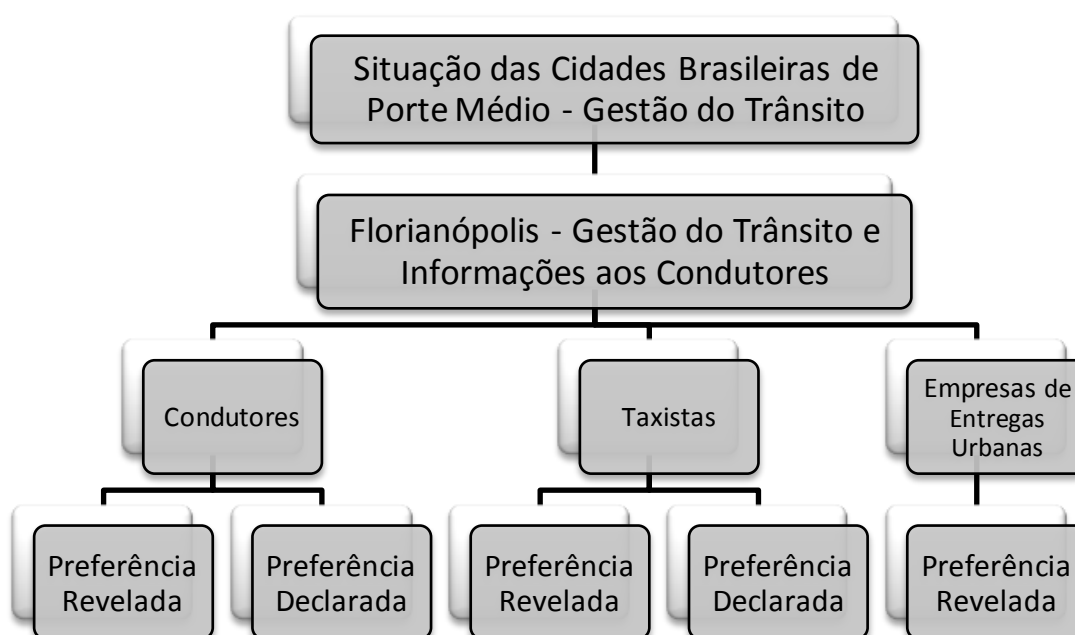 Situação das Cidades Brasileiras de
Porte Médio - Gestão do Trânsito
Florianópolis - Gestão do Trânsito e
Informações aos Condutores
Condutores
Taxistas
Empresas de
Entregas
Urbanas
Preferência
Revelada
Preferência
Declarada
Preferência
Revelada
Preferência
Declarada
Preferência
Revelada